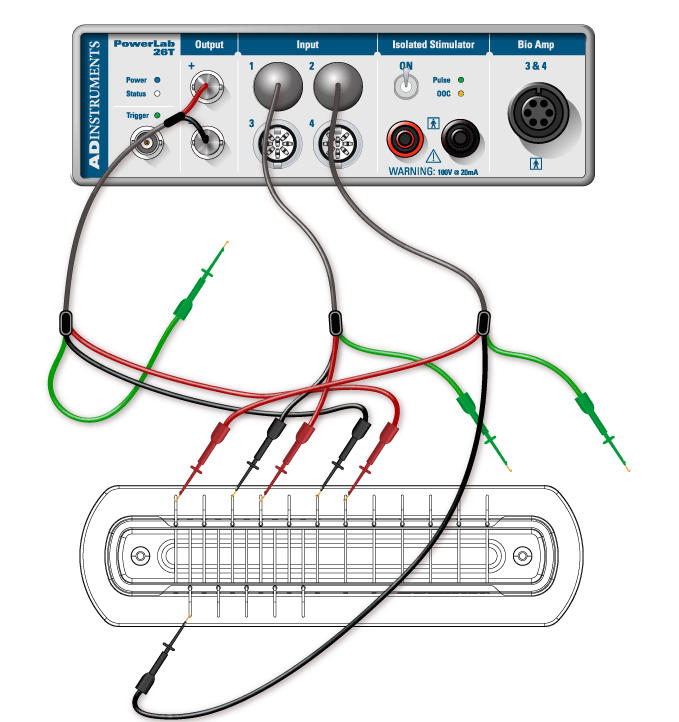 ADINSTRUMENTS
PowerLab
26T
Power
Status
Trigger
Output
+
Input
1
2
3
4
Isolated Stimulator
ON
Pulse
OOC
WARNING: 100V @ 20mA
Bio Amp
3 & 4